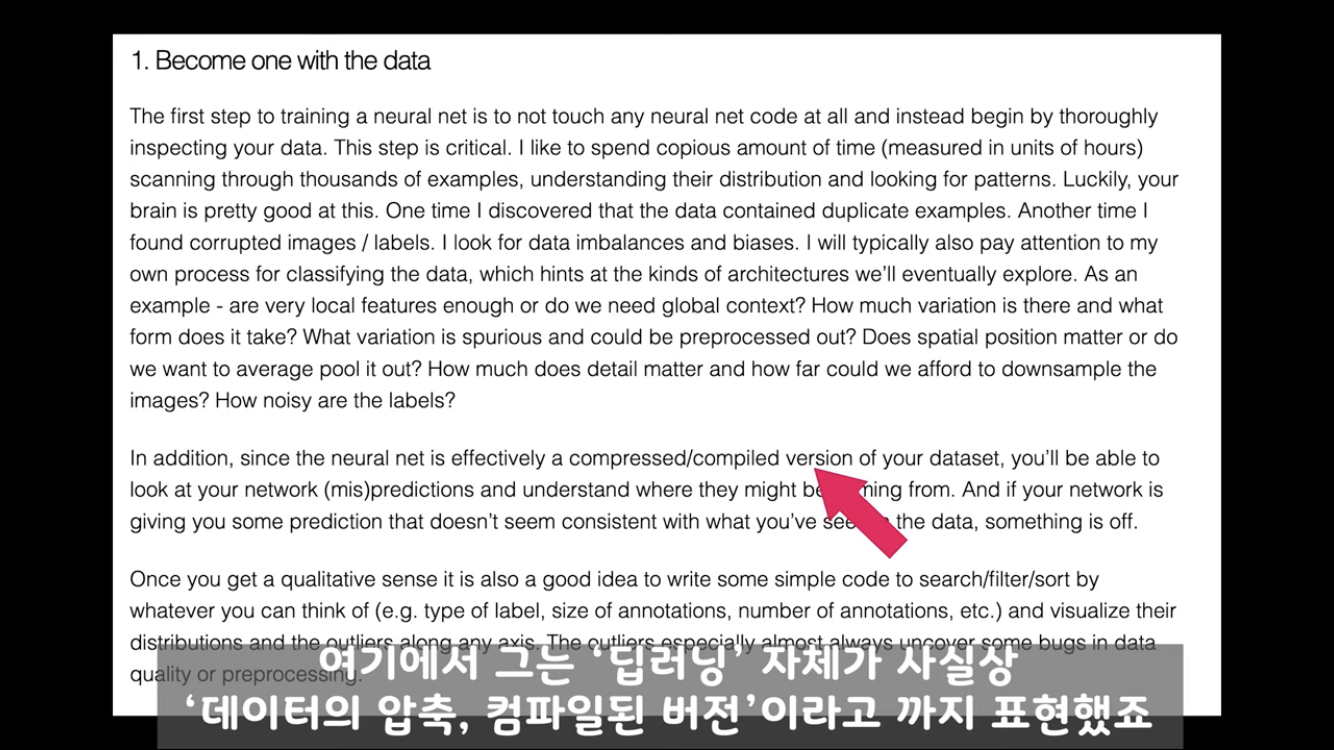 1. Become one with the data
The first step to training a neural net is to not touch any neural net code at all and instead begin by thoroughly
inspecting your data. This step is critical. I like to spend copious amount of time (measured in units of hours)
scanning through thousands of examples, understanding their distribution and looking for patterns. Luckily, your
brain is pretty good at this. One time I discovered that the data contained duplicate examples. Another time I
found corrupted images / labels. I look for data imbalances and biases. I will typically also pay attention to my
own process for classifying the data, which hints at the kinds of architectures we'll eventually explore. As an
example - are very local features enough or do we need global context? How much variation is there and what
form does it take? What variation is spurious and could be preprocessed out? Does spatial position matter or do
we want to average pool it out? How much does detail matter and how far could we afford to downsample the
images? How noisy are the labels?
In addition, since the neural net is effectively a compressed/compiled version of your dataset, you'll be able to
look at your network (mis)predictions and understand where they might be from. And if your network is
giving you some prediction that doesn't seem consistent with what you've the data, something is off.
Once you get a qualitative sense it is also a good idea to write some simple code to search/filter/sort by
whatever you can think of (e.g. type of label, size of annotations, number of annotations, etc.) and visualize their
distributions and the outliers along any axis. The outliers especially almost always uncover some bugs in data
quality or preprocessing.
여기에서 그는 '딥러닝' 자체가 사실상
'데이터의 압축, 컴파일된 버전'이라고 까지 표현했죠